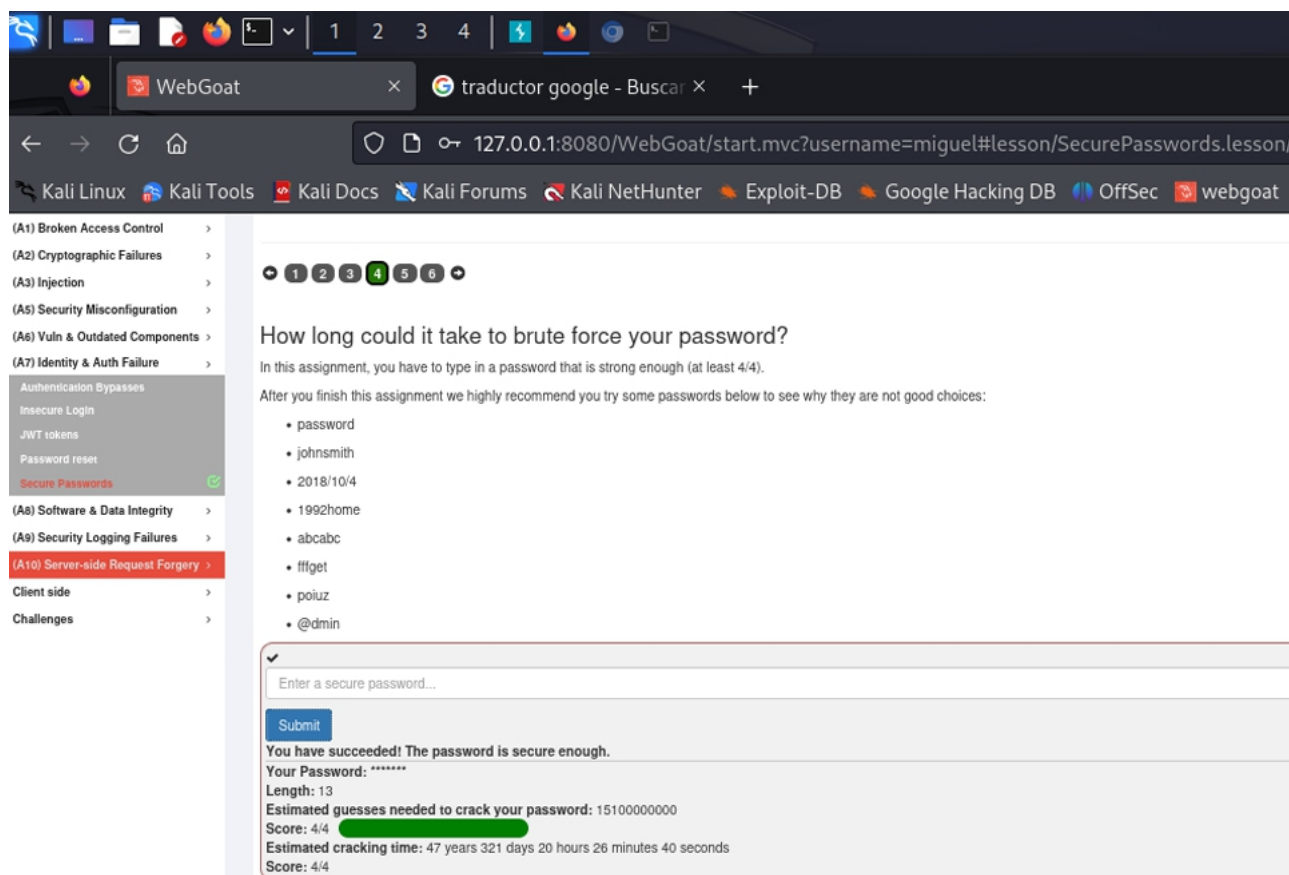 1 2 3 4
WebGoat × traductor google - Buscar × +
127.0.0.1:8080/WebGoat/start.mvc?username=miguel#lesson/SecurePasswords.lesson/
Kali Linux Kali Tools Kali Docs Kali Forums Kali NetHunter Exploit-DB Google Hacking DB OffSec webgoat
(A1) Broken Access Control ›
(A2) Cryptographic Failures ›
(A3) Injection ›
(A5) Security Misconfiguration ›
(A6) Vuln & Outdated Components ›
(A7) Identity & Auth Failure ›
Authentication Bypasses
Insecure Login
JWT tokens
Password reset
Secure Passwords
(A8) Software & Data Integrity ›
(A9) Security Logging Failures ›
(A10) Server-side Request Forgery ›
Client side ›
Challenges ›
1 2 3 4 5 6
How long could it take to brute force your password?
In this assignment, you have to type in a password that is strong enough (at least 4/4).
After you finish this assignment we highly recommend you try some passwords below to see why they are not good choices:
• password
• johnsmith
• 2018/10/4
• 1992home
• abcabc
• fffget
• poiuz
• @dmin
Enter a secure password...
Submit
You have succeeded! The password is secure enough.
Your Password: *******
Length: 13
Estimated guesses needed to crack your password: 15100000000
Score: 4/4
Estimated cracking time: 47 years 321 days 20 hours 26 minutes 40 seconds
Score: 4/4